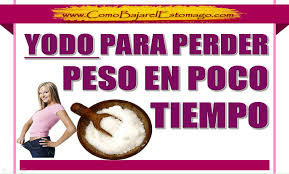 www.ComoBajarelEstomago.com
YODO PARA PERDER
PESO EN POCO
TIEMPO